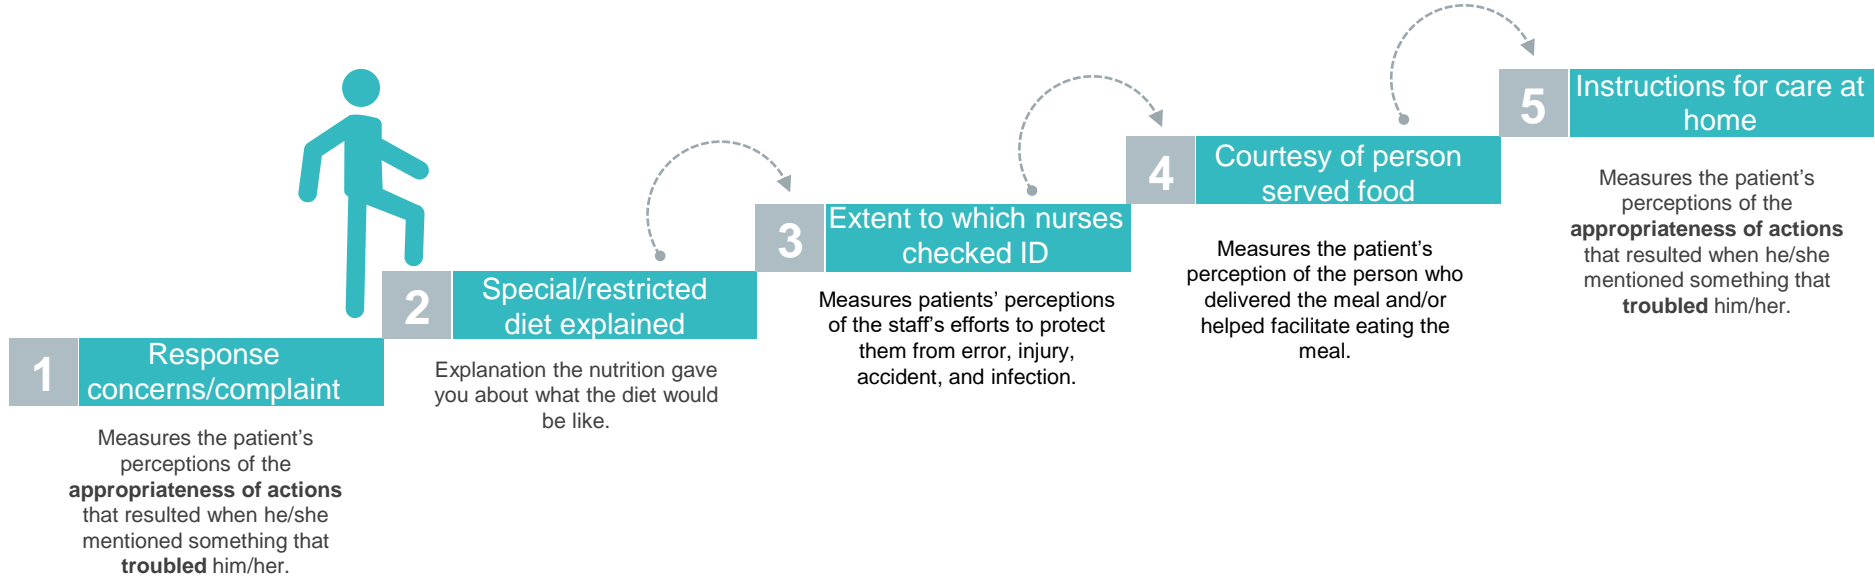 1
Response
concerns/complaint
Measures the patient's
perceptions of the
appropriateness of actions
that resulted when he/she
mentioned something that
troubled him/her.
2
Special/restricted
diet explained
Explanation the nutrition gave
you about what the diet would
be like.
3
Extent to which nurses
checked ID
Measures patients' perceptions
of the staff's efforts to protect
them from error, injury,
accident, and infection.
4
Courtesy of person
served food
Measures the patient's
perception of the person who
delivered the meal and/or
helped facilitate eating the
meal.
5
Instructions for care at
home
Measures the patient's
perceptions of the
appropriateness of actions
that resulted when he/she
mentioned something that
troubled him/her.